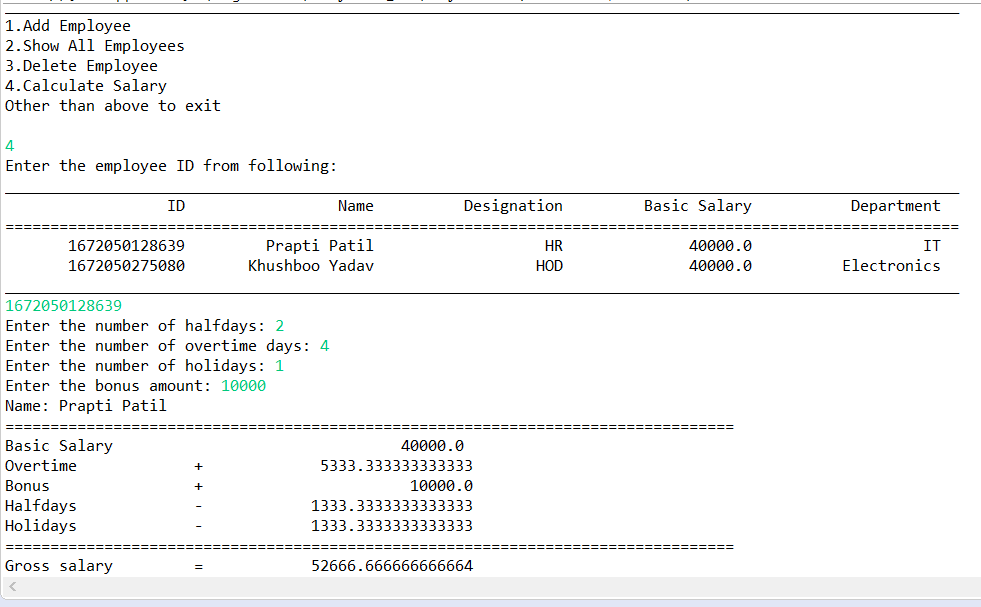 1.Add Employee
2.Show All Employees
3.Delete Employee
4.Calculate Salary
Other than above to exit
4
Enter the employee ID from following:
ID Name Designation Basic Salary Department
==========================================================================================================
1672050128639 Prapti Patil HR 40000.0 IT
1672050275080 Khushboo Yadav HOD 40000.0 Electronics
1672050128639
Enter the number of halfdays: 2
Enter the number of overtime days: 4
Enter the number of holidays: 1
Enter the bonus amount: 10000
Name: Prapti Patil
=================================================================================
Basic Salary 40000.0
Overtime + 5333.333333333333
Bonus + 10000.0
Halfdays - 1333.3333333333333
Holidays - 1333.3333333333333
=================================================================================
Gross salary = 52666.666666666664